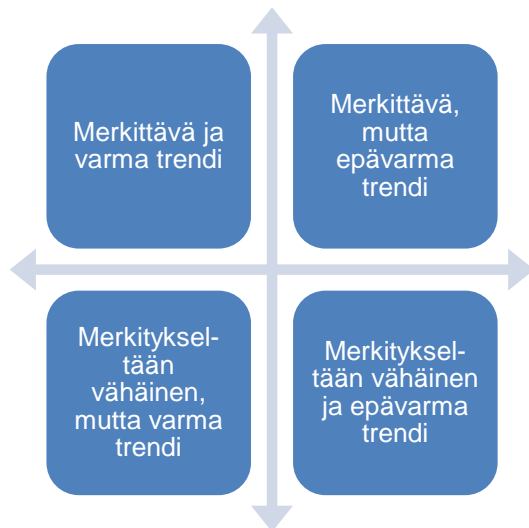 Merkittävä ja
varma trendi
Merkittävä,
mutta
epävarma
trendi
Merkityksel-
tään
vähäinen,
mutta varma
trendi
Merkityksel-
tään vähäinen
ja epävarma
trendi